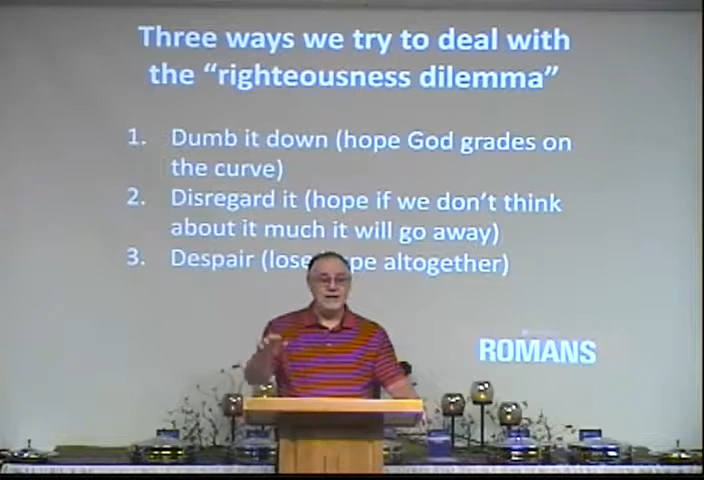 Three ways we try to deal with
the “righteousness dilemma”
1. Dumb it down (hope God grades on
the curve)
2. Disregard it (hope if we don’t think
about it much it will go away)
3. Despair (lose pe altogether)
ROMANS